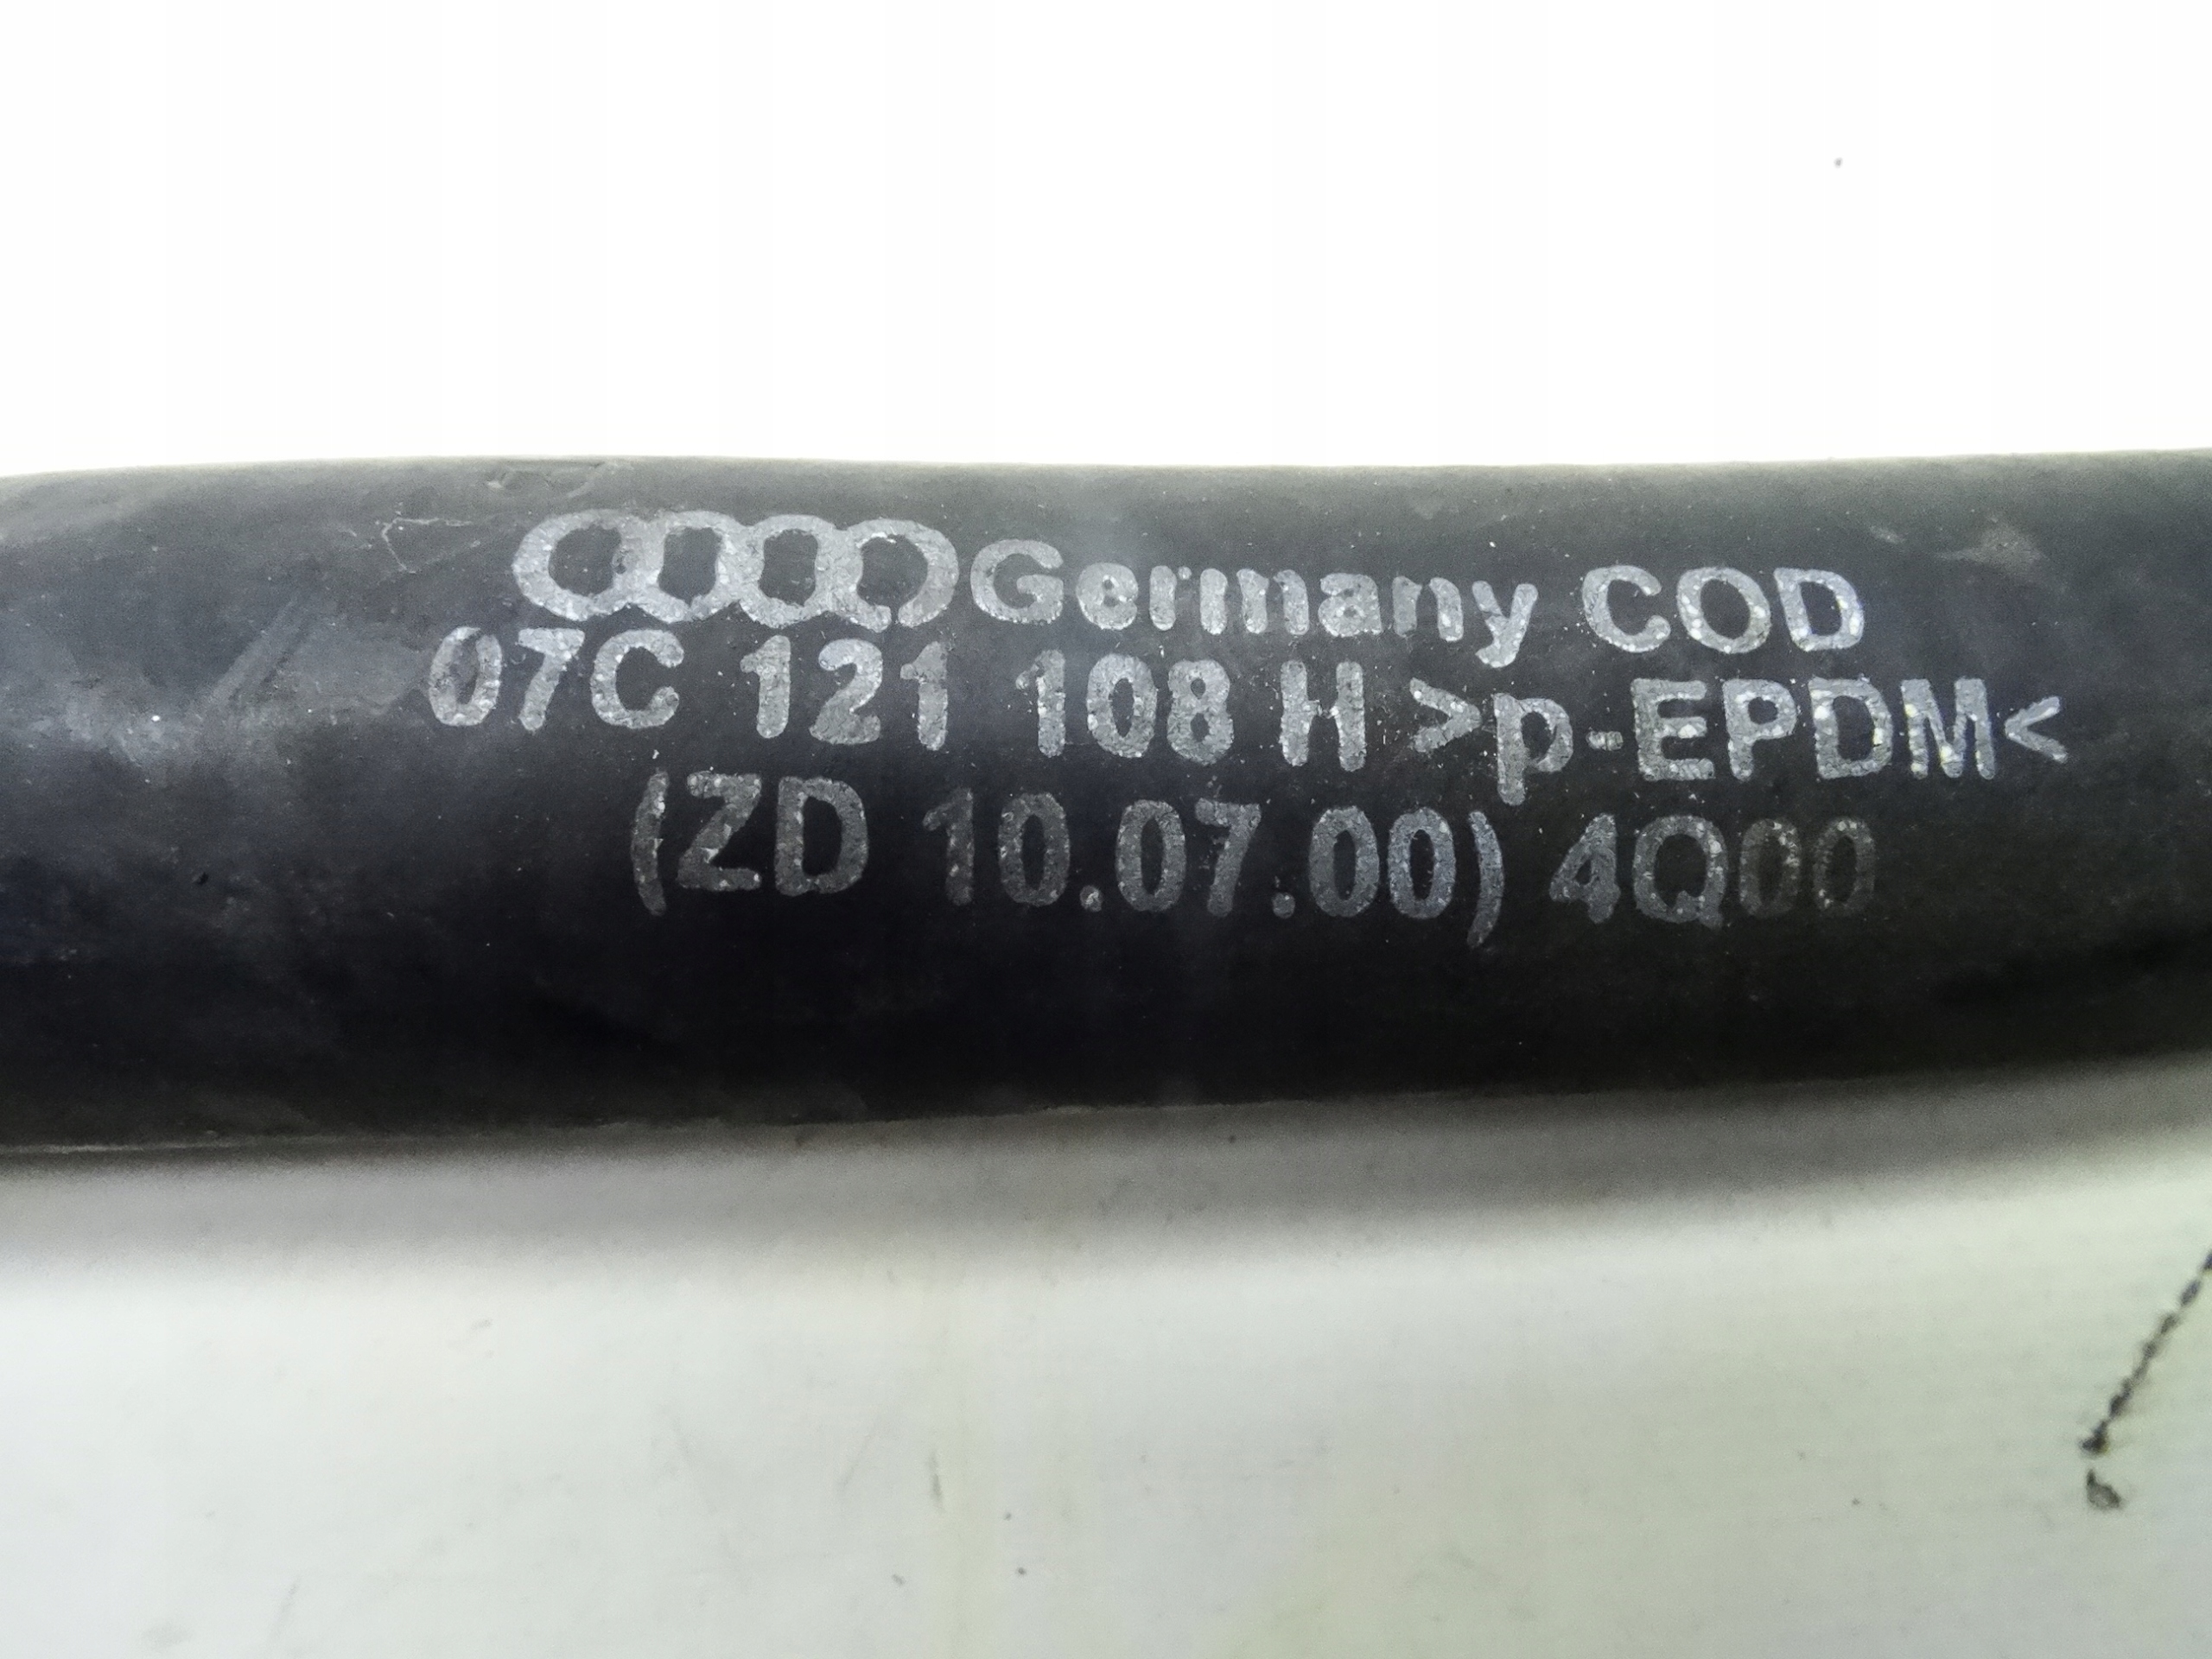 Germany COD
07C 121 108 H >p-EPDM<
(ZD 10.07.00) 4Q00